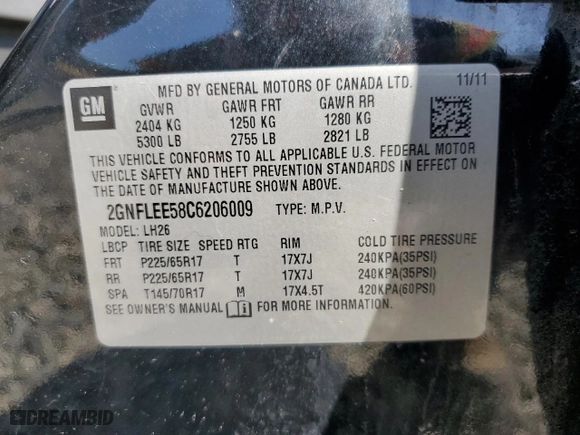 MFD BY GENERAL MOTORS OF CANADA LTD. 11/11
GM
GVWR GAWR FRT GAWR RR
2404 KG 1250 KG 1280 KG
5300 LB 2755 LB 2821 LB
THIS VEHICLE CONFORMS TO ALL APPLICABLE U.S. FEDERAL MOTOR
VEHICLE SAFETY AND THEFT PREVENTION STANDARDS IN EFFECT ON
THE DATE OF MANUFACTURE SHOWN ABOVE.
2GNFLEE58C6206009 TYPE: M.P.V.
MODEL: LH26
LBCP TIRE SIZE SPEED RTG RIM COLD TIRE PRESSURE
FRT P225/65R17 T 17X7J 240KPA(35PSI)
RR P225/65R17 T 17X7J 240KPA(35PSI)
SPA T145/70R17 M 17X4.5T 420KPA(60PSI)
SEE OWNER'S MANUAL FOR MORE INFORMATION.
DREAMBID